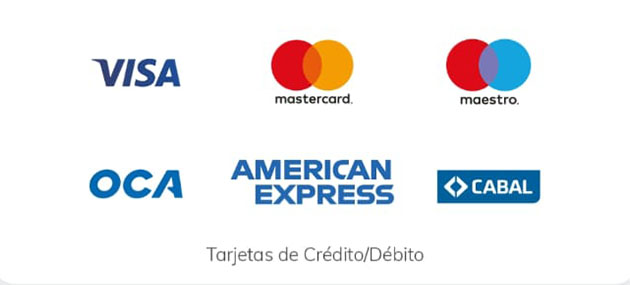 VISA
mastercard.
maestro.
OCA
AMERICAN
EXPRESS
CABAL
Tarjetas de Crédito/Débito